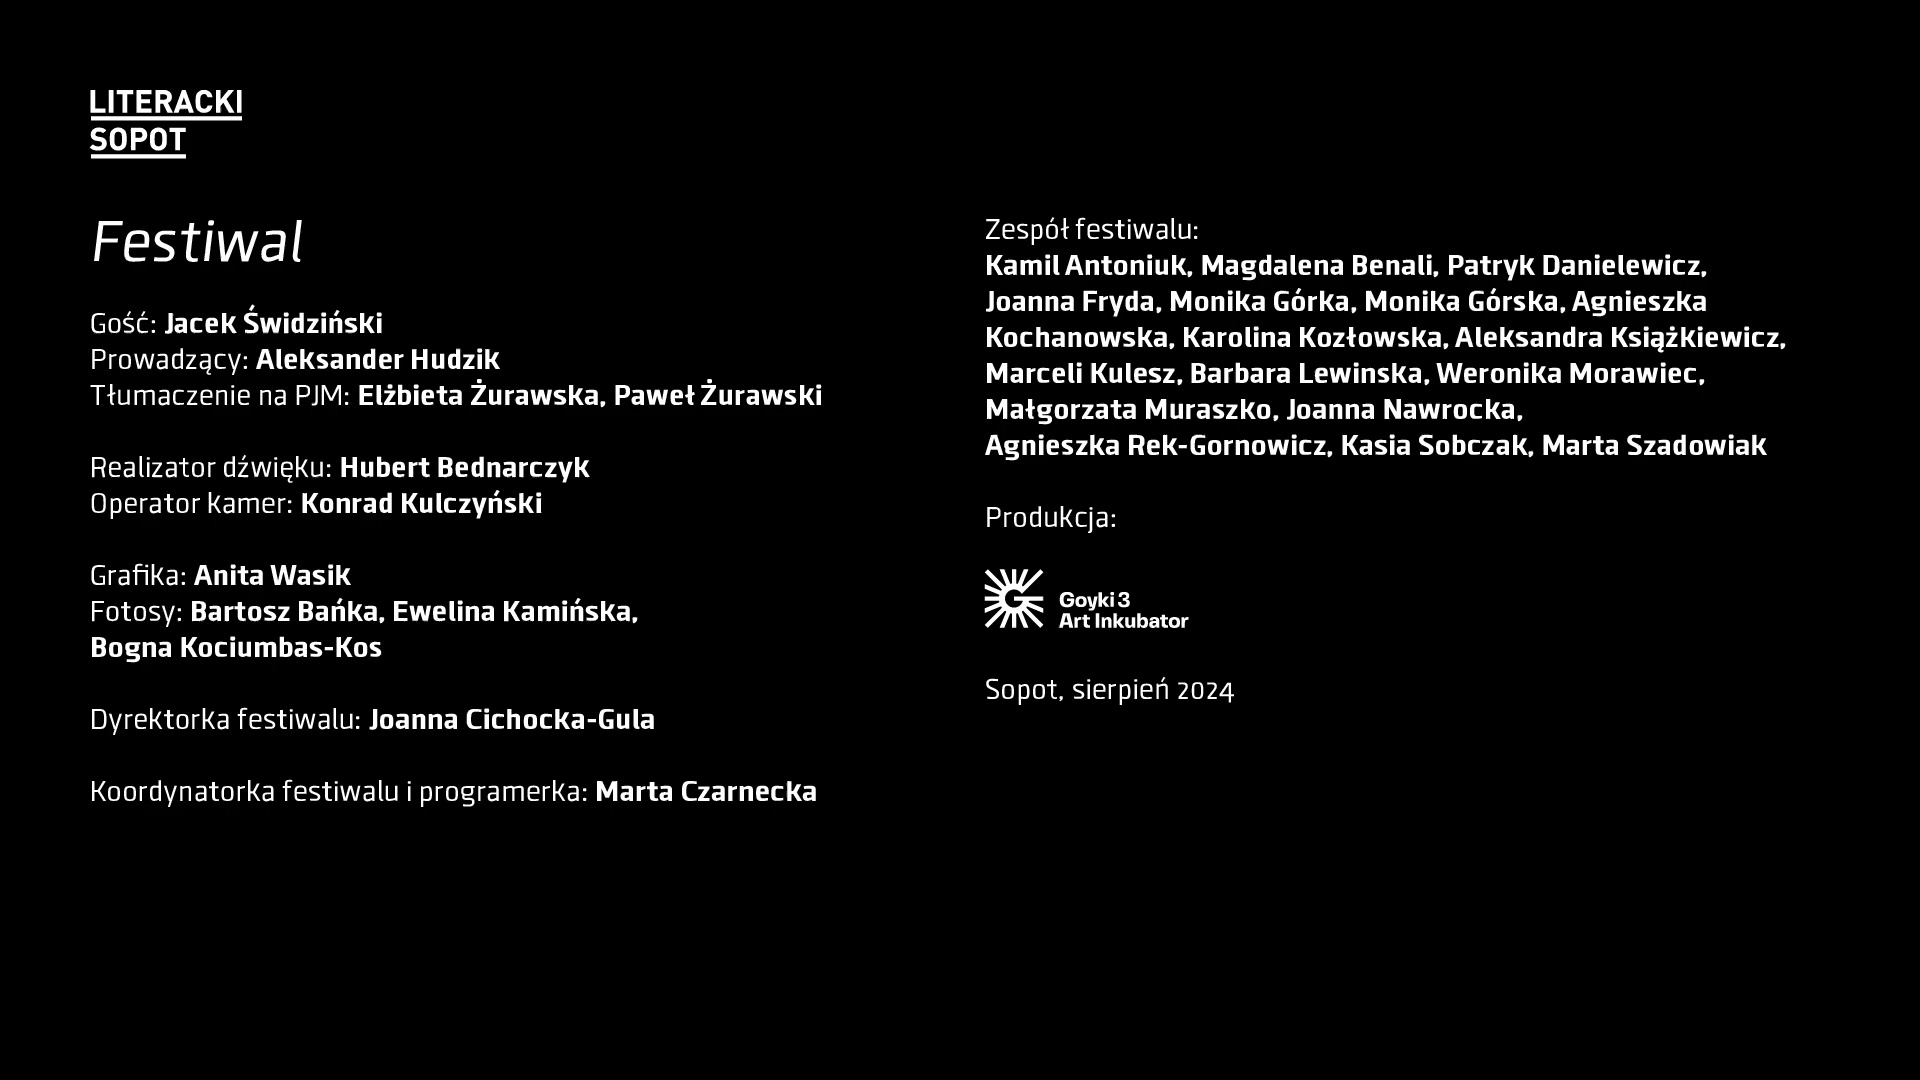 LITERACKI
SOPOT
Festiwal
Gość: Jacek Świdziński
Prowadzący: Aleksander Hudzik
Tłumaczenie na PJM: Elżbieta Żurawska, Paweł Żurawski
Realizator dźwięku: Hubert Bednarczyk
Operator kamer: Konrad Kulczyński
Grafika: Anita Wasik
Fotosy: Bartosz Bańka, Ewelina Kamińska,
Bogna Kociumbas-Kos
Dyrektorka festiwalu: Joanna Cichocka-Gula
Koordynatorka festiwalu i programerka: Marta Czarnecka
Zespół festiwalu:
Kamil Antoniuk, Magdalena Benali, Patryk Danielewicz,
Joanna Fryda, Monika Górka, Monika Górska, Agnieszka
Kochanowska, Karolina Kozłowska, Aleksandra Książkiewicz,
Marceli Kulesz, Barbara Lewinska, Weronika Morawiec,
Małgorzata Muraszko, Joanna Nawrocka,
Agnieszka Rek-Gornowicz, Kasia Sobczak, Marta Szadowiak
Produkcja:
Goyki 3
Art Inkubator
Sopot, sierpień 2024